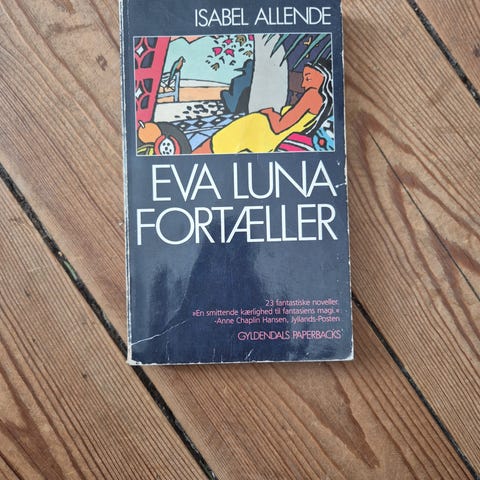 ISABEL ALLENDE
EVA LUNA
FORTÆLLER
23 fantastiske noveller.
»En smittende kærlighed til fantasiens magi.«
-Anne Chaplin Hansen, Jyllands-Posten
GYLDENDALS PAPERBACKS